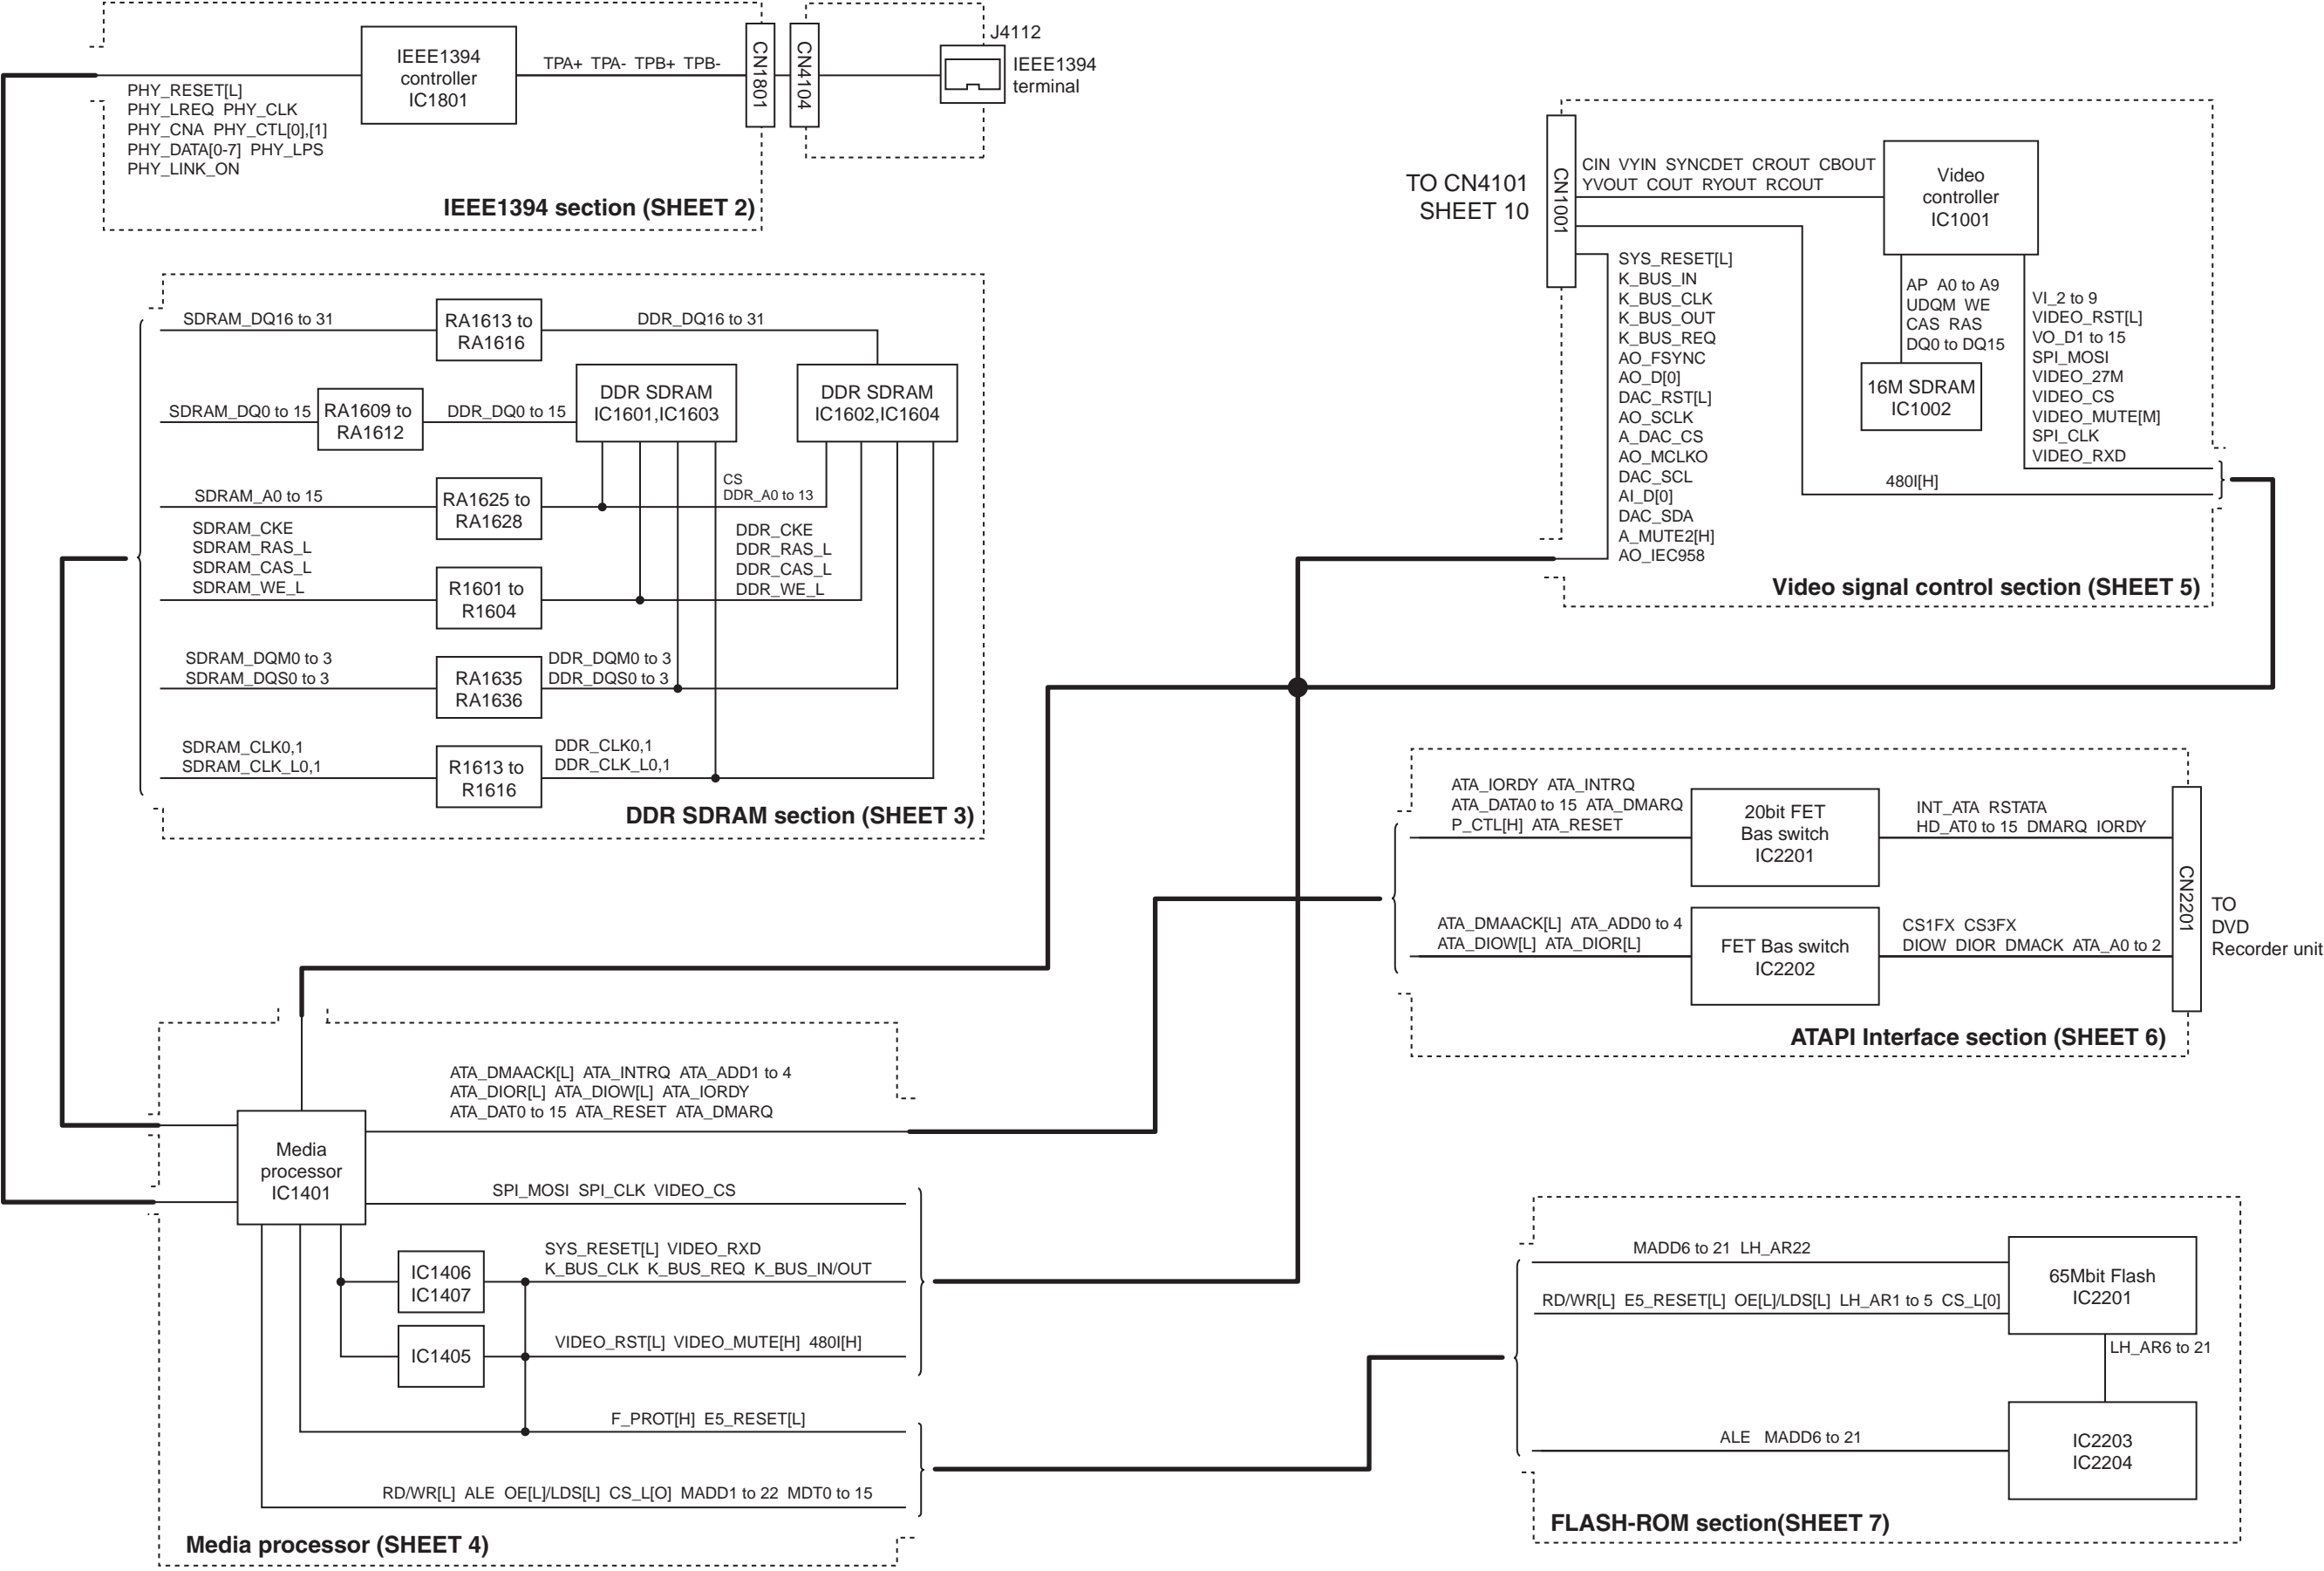 IEEE1394
controller
IC1801
TPA+ TPA- TPB+ TPB-
CN1801
CN4104
J4112
IEEE1394
terminal
PHY_RESET[L]
PHY_LREQ PHY_CLK
PHY_CNA PHY_CTL[0],[1]
PHY_DATA[0-7] PHY_LPS
PHY_LINK_ON
IEEE1394 section (SHEET 2)
SDRAM_DQ16 to 31
RA1613 to
RA1616
DDR_DQ16 to 31
SDRAM_DQ0 to 15
RA1609 to
RA1612
DDR_DQ0 to 15
DDR SDRAM
IC1601,IC1603
DDR SDRAM
IC1602,IC1604
SDRAM_A0 to 15
RA1625 to
RA1628
CS
DDR_A0 to 13
SDRAM_CKE
SDRAM_RAS_L
SDRAM_CAS_L
SDRAM_WE_L
R1601 to
R1604
DDR_CKE
DDR_RAS_L
DDR_CAS_L
DDR_WE_L
SDRAM_DQM0 to 3
SDRAM_DQS0 to 3
RA1635
RA1636
DDR_DQM0 to 3
DDR_DQS0 to 3
SDRAM_CLK0,1
SDRAM_CLK_L0,1
R1613 to
R1616
DDR_CLK0,1
DDR_CLK_L0,1
DDR SDRAM section (SHEET 3)
TO CN4101
SHEET 10
CN1001
CIN VYIN SYNCDET CROUT CBOUT
YVOUT COUT RYOUT RCOUT
Video
controller
IC1001
SYS_RESET[L]
K_BUS_IN
K_BUS_CLK
K_BUS_OUT
K_BUS_REQ
AO_FSYNC
AO_D[0]
DAC_RST[L]
AO_SCLK
A_DAC_CS
AO_MCLKO
DAC_SCL
AI_D[0]
DAC_SDA
A_MUTE2[H]
AO_IEC958
AP A0 to A9
UDQM WE
CAS RAS
DQ0 to DQ15
16M SDRAM
IC1002
VI_2 to 9
VIDEO_RST[L]
VO_D1 to 15
SPI_MOSI
VIDEO_27M
VIDEO_CS
VIDEO_MUTE[M]
SPI_CLK
VIDEO_RXD
480I[H]
Video signal control section (SHEET 5)
ATA_IORDY ATA_INTRQ
ATA_DATA0 to 15 ATA_DMARQ
P_CTL[H] ATA_RESET
20bit FET
Bas switch
IC2201
INT_ATA RSTATA
HD_AT0 to 15 DMARQ IORDY
ATA_DMAACK[L] ATA_ADD0 to 4
ATA_DIOW[L] ATA_DIOR[L]
FET Bas switch
IC2202
CS1FX CS3FX
DIOW DIOR DMACK ATA_A0 to 2
CN2201
TO
DVD
Recorder unit
ATAPI Interface section (SHEET 6)
ATA_DMAACK[L] ATA_INTRQ ATA_ADD1 to 4
ATA_DIOR[L] ATA_DIOW[L] ATA_IORDY
ATA_DAT0 to 15 ATA_RESET ATA_DMARQ
Media
processor
IC1401
SPI_MOSI SPI_CLK VIDEO_CS
IC1406
IC1407
SYS_RESET[L] VIDEO_RXD
K_BUS_CLK K_BUS_REQ K_BUS_IN/OUT
IC1405
VIDEO_RST[L] VIDEO_MUTE[H] 480I[H]
F_PROT[H] E5_RESET[L]
RD/WR[L] ALE OE[L]/LDS[L] CS_L[O] MADD1 to 22 MDT0 to 15
Media processor (SHEET 4)
MADD6 to 21 LH_AR22
65Mbit Flash
IC2201
RD/WR[L] E5_RESET[L] OE[L]/LDS[L] LH_AR1 to 5 CS_L[0]
LH_AR6 to 21
ALE MADD6 to 21
IC2203
IC2204
FLASH-ROM section(SHEET 7)